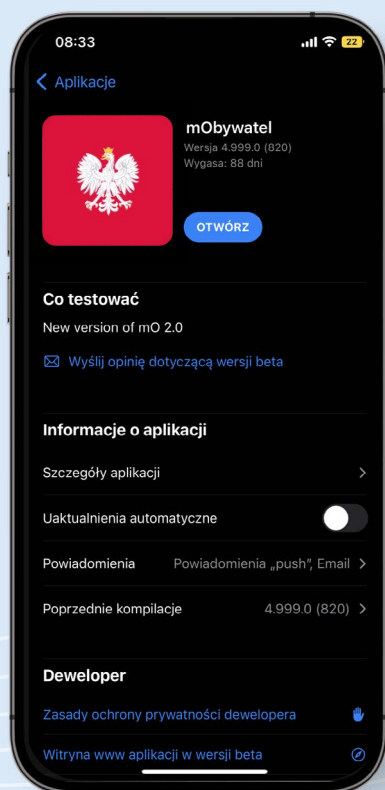 08:33
22
Aplikacje
mObywatel
Wersja 4.999.0 (820)
Wygasa: 88 dni
OTWÓRZ
Co testować
New version of mO 2.0
Wyślij opinię dotyczącą wersji beta
Informacje o aplikacji
Szczegóły aplikacji
Uaktualnienia automatyczne
Powiadomienia Powiadomienia „push”, Email
Poprzednie kompilacje 4.999.0 (820)
Deweloper
Zasady ochrony prywatności dewelopera
Witryna www aplikacji w wersji beta